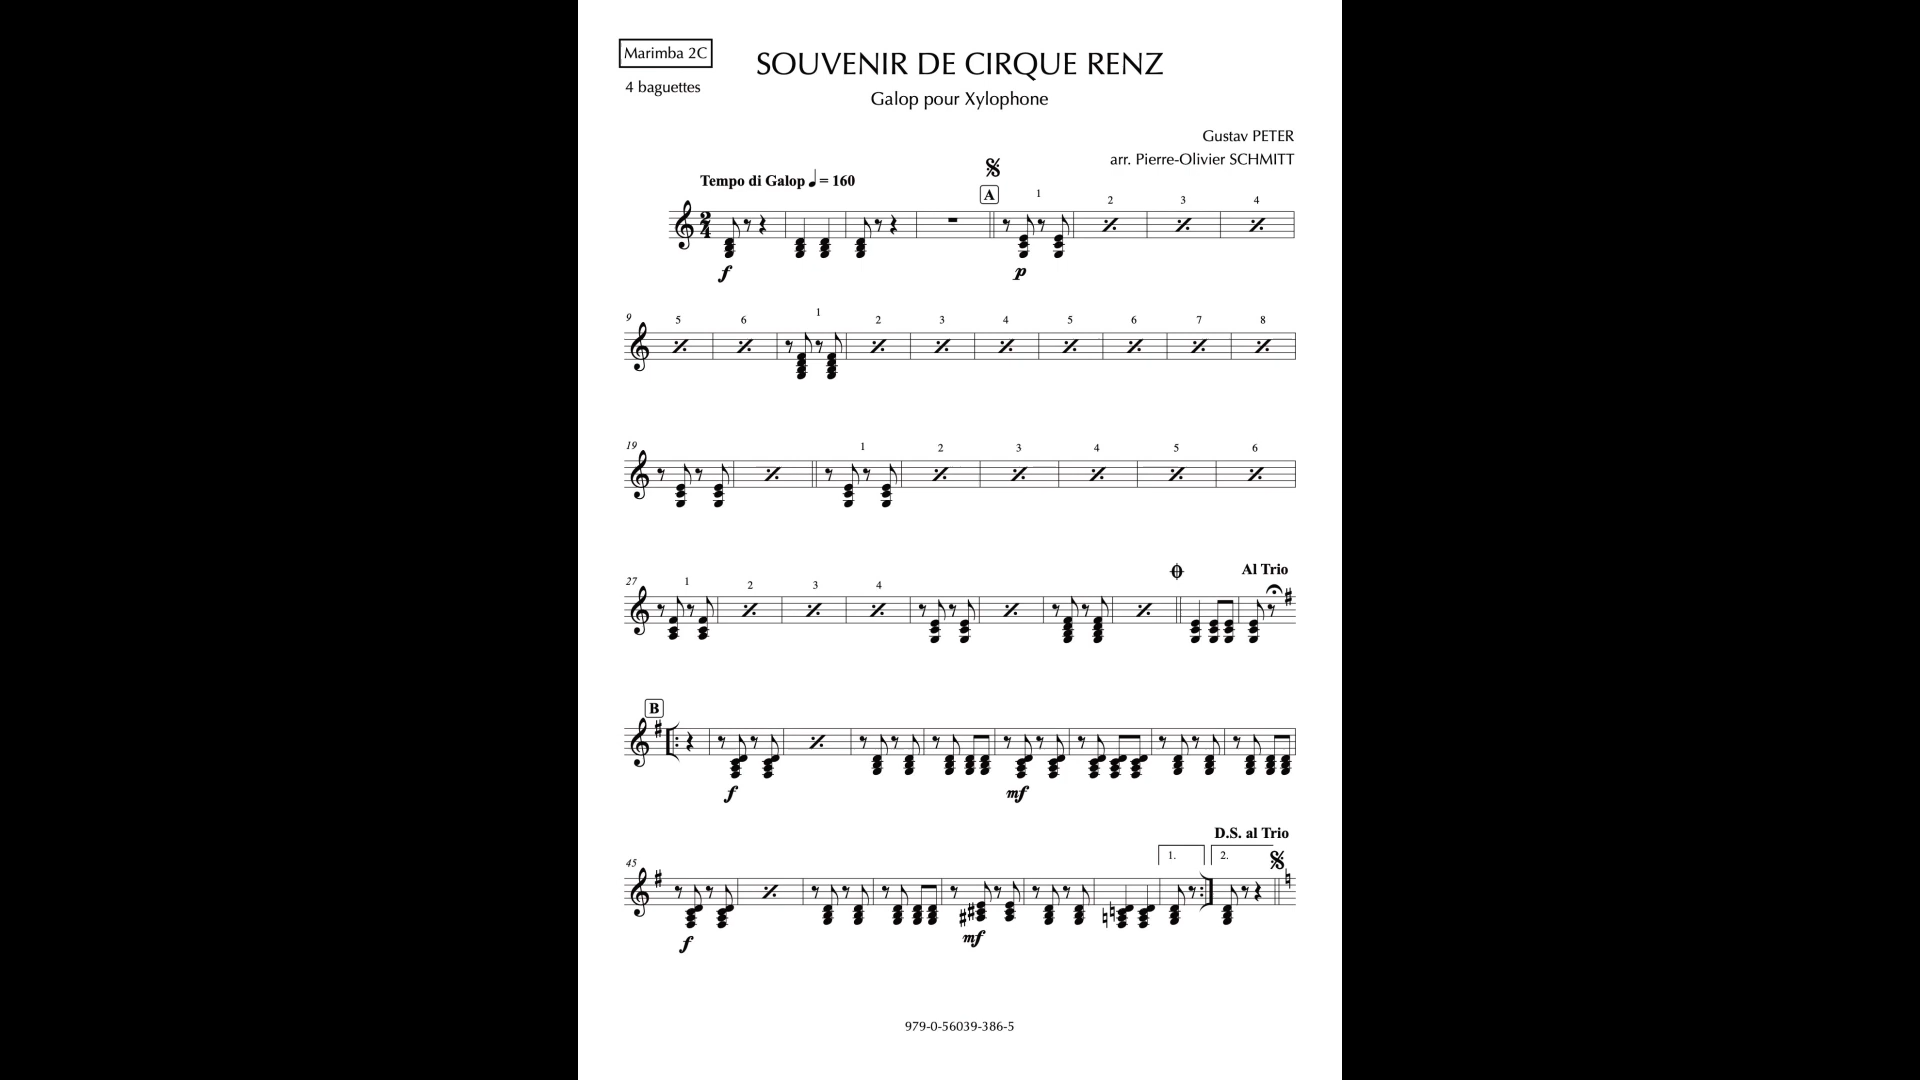 Marimba 2C
4 baguettes
SOUVENIR DE CIRQUE RENZ
Galop pour Xylophone
Gustav PETER
arr. Pierre-Olivier SCHMITT
Tempo di Galop ♩ = 160
A
1 2 3 4
2
4
f
p
9
5 6 1 2 3 4 5 6 7 8
19
1 2 3 4 5 6
Al Trio
27
1 2 3 4
B
f
mf
D.S. al Trio
45
1. 2.
f
mf
979-0-56039-386-5